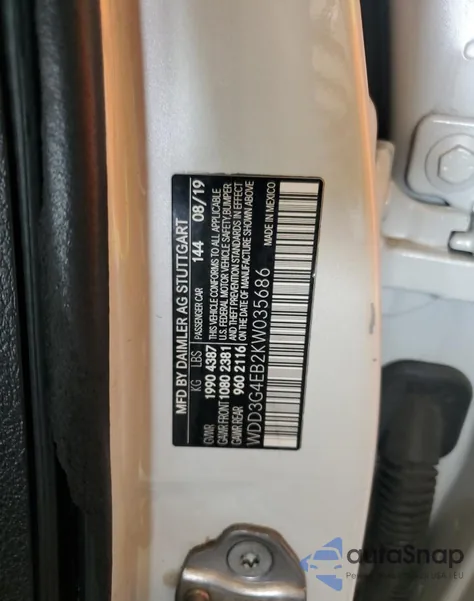 MFD BY DAIMLER AG STUTTGART
KG LBS PASSENGER CAR 144 08/19
GVWR 1990 4387 THIS VEHICLE CONFORMS TO ALL APPLICABLE
GAWR FRONT 1080 2381 U.S. FEDERAL MOTOR VEHICLE SAFETY, BUMPER
GAWR REAR 960 2116 AND THEFT PREVENTION STANDARDS IN EFFECT
ON THE DATE OF MANUFACTURE SHOWN ABOVE
WDD3G4EB2KW035686
MADE IN MEXICO
autoSnap